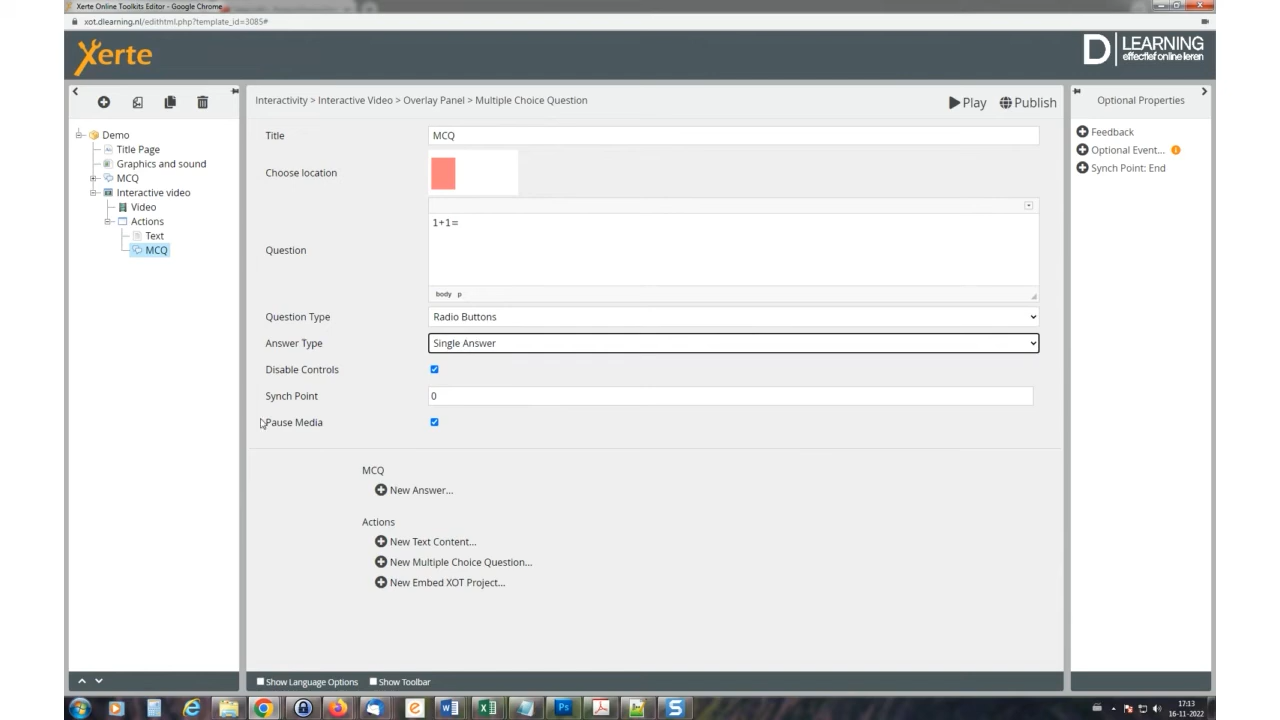 Xerte Online Toolkits Editor - Google Chrome
xot.dlearning.nl/edithtml.php?template_id=3085#
Xerte
D LEARNING
effectief online leren
Interactivity > Interactive Video > Overlay Panel > Multiple Choice Question
Play
Publish
Optional Properties
Demo
Title Page
Graphics and sound
MCQ
Interactive video
Video
Actions
Text
MCQ
Title
MCQ
Choose location
Question
1+1=
body p
Question Type
Radio Buttons
Answer Type
Single Answer
Disable Controls
Synch Point
0
Pause Media
MCQ
New Answer...
Actions
New Text Content...
New Multiple Choice Question...
New Embed XOT Project...
Feedback
Optional Event...
Synch Point: End
Show Language Options
Show Toolbar
17:13
16-11-2022